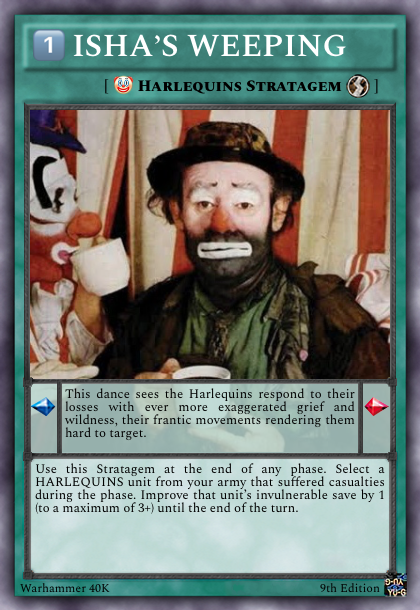 1 ISHA'S WEEPING
[ HARLEQUINS STRATAGEM ]
This dance sees the Harlequins respond to their
losses with ever more exaggerated grief and
wildness, their frantic movements rendering them
hard to target.
Use this Stratagem at the end of any phase. Select a
HARLEQUINS unit from your army that suffered casualties
during the phase. Improve that unit's invulnerable save by 1
(to a maximum of 3+) until the end of the turn.
Warhammer 40K 9th Edition
YU-G